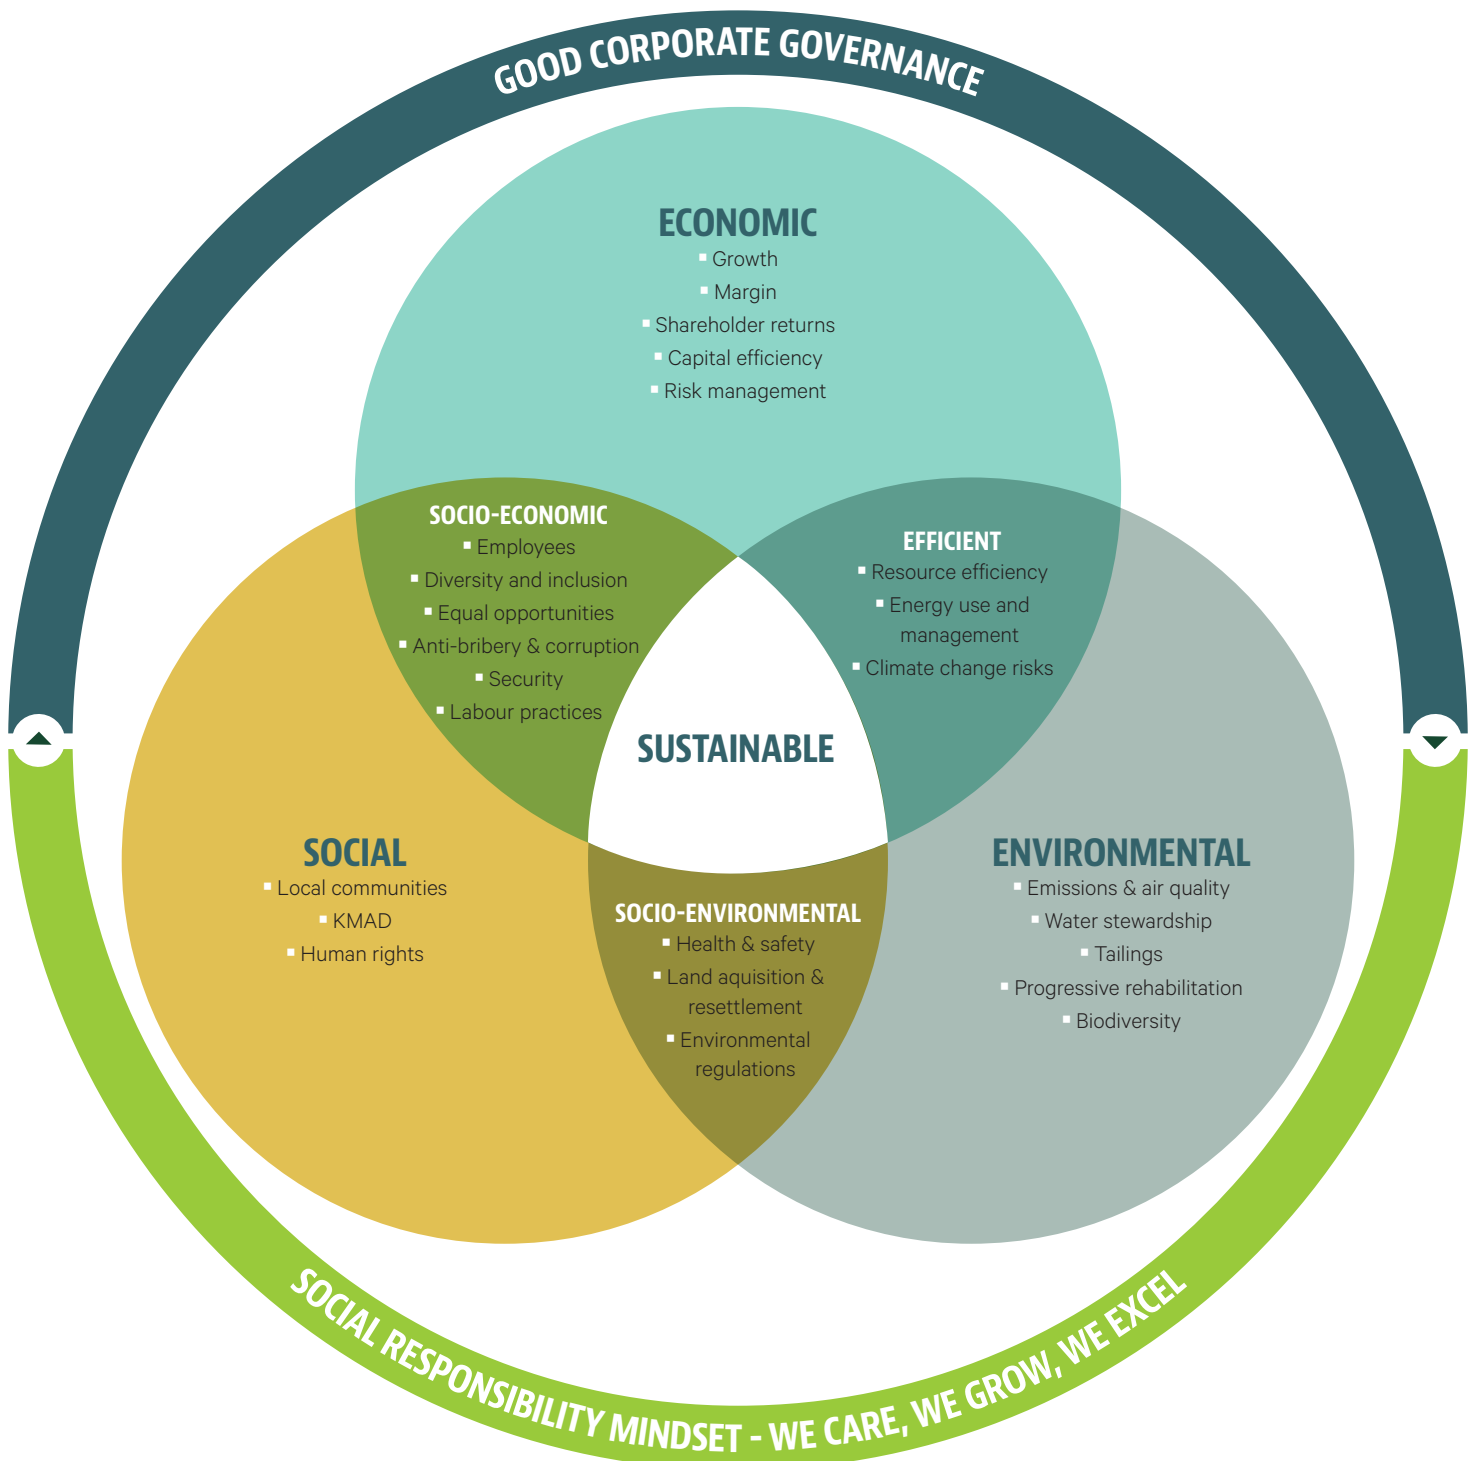 GOOD CORPORATE GOVERNANCE
ECONOMIC
▪ Growth
▪ Margin
▪ Shareholder returns
▪ Capital efficiency
▪ Risk management
SOCIO-ECONOMIC
▪ Employees
▪ Diversity and inclusion
▪ Equal opportunities
▪ Anti-bribery & corruption
▪ Security
▪ Labour practices
EFFICIENT
▪ Resource efficiency
▪ Energy use and
management
▪ Climate change risks
SUSTAINABLE
SOCIAL
▪ Local communities
▪ KMAD
▪ Human rights
SOCIO-ENVIRONMENTAL
▪ Health & safety
▪ Land aquisition &
resettlement
▪ Environmental
regulations
ENVIRONMENTAL
▪ Emissions & air quality
▪ Water stewardship
▪ Tailings
▪ Progressive rehabilitation
▪ Biodiversity
SOCIAL RESPONSIBILITY MINDSET - WE CARE, WE GROW, WE EXCEL